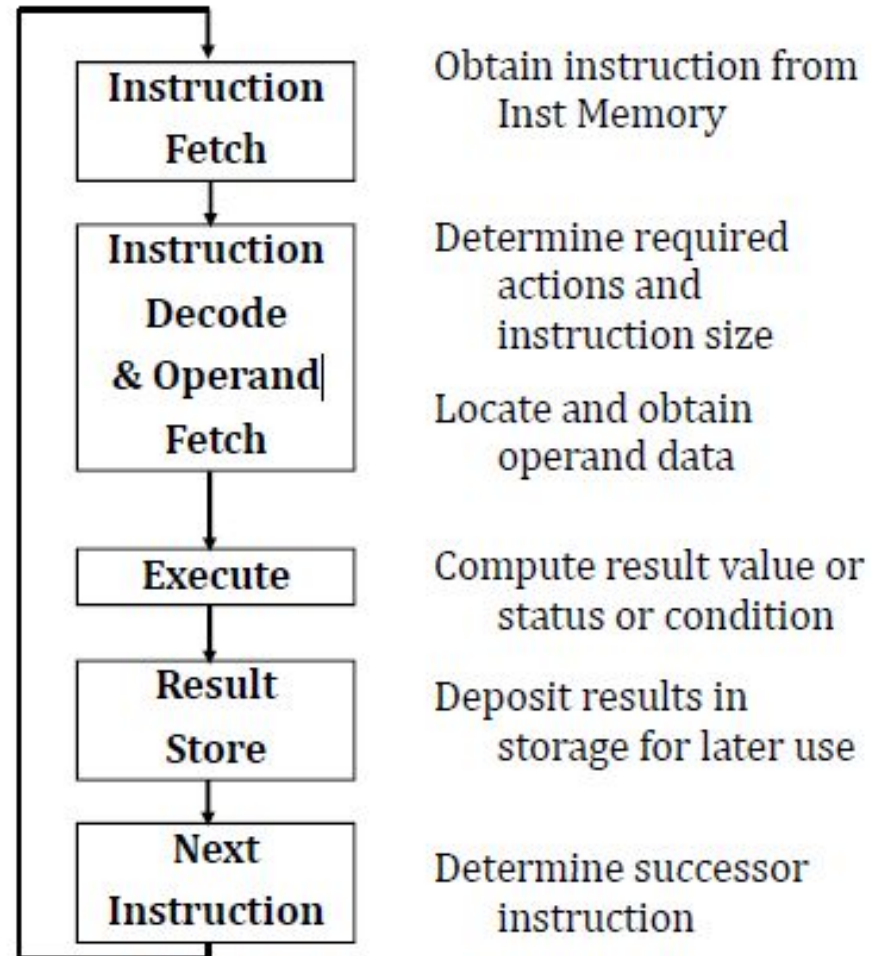 Instruction
Fetch
Obtain instruction from
Inst Memory
Instruction
Decode
& Operand
Fetch
Determine required
actions and
instruction size
Locate and obtain
operand data
Execute
Compute result value or
status or condition
Result
Store
Deposit results in
storage for later use
Next
Instruction
Determine successor
instruction